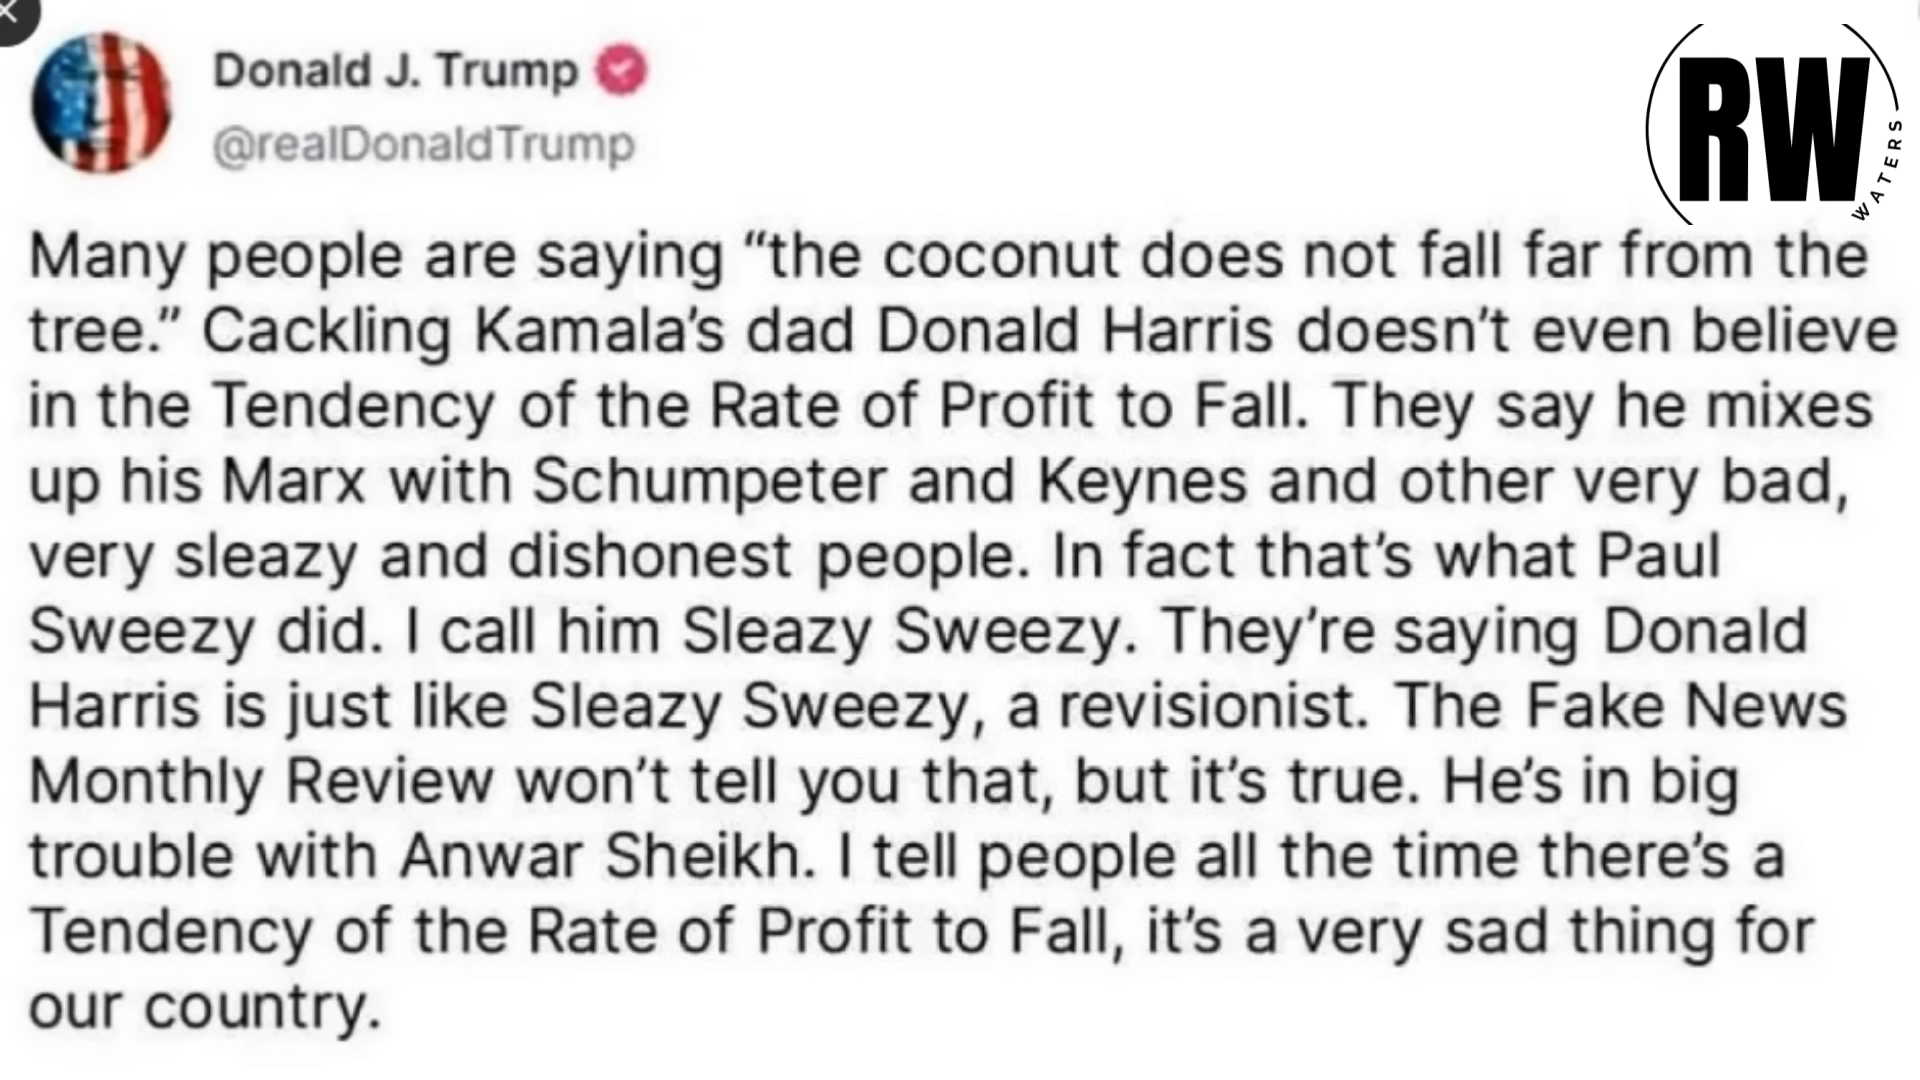 Donald J. Trump
@realDonaldTrump
RW
WATERS
Many people are saying “the coconut does not fall far from the
tree.” Cackling Kamala’s dad Donald Harris doesn’t even believe
in the Tendency of the Rate of Profit to Fall. They say he mixes
up his Marx with Schumpeter and Keynes and other very bad,
very sleazy and dishonest people. In fact that’s what Paul
Sweezy did. I call him Sleazy Sweezy. They’re saying Donald
Harris is just like Sleazy Sweezy, a revisionist. The Fake News
Monthly Review won’t tell you that, but it’s true. He’s in big
trouble with Anwar Sheikh. I tell people all the time there’s a
Tendency of the Rate of Profit to Fall, it’s a very sad thing for
our country.